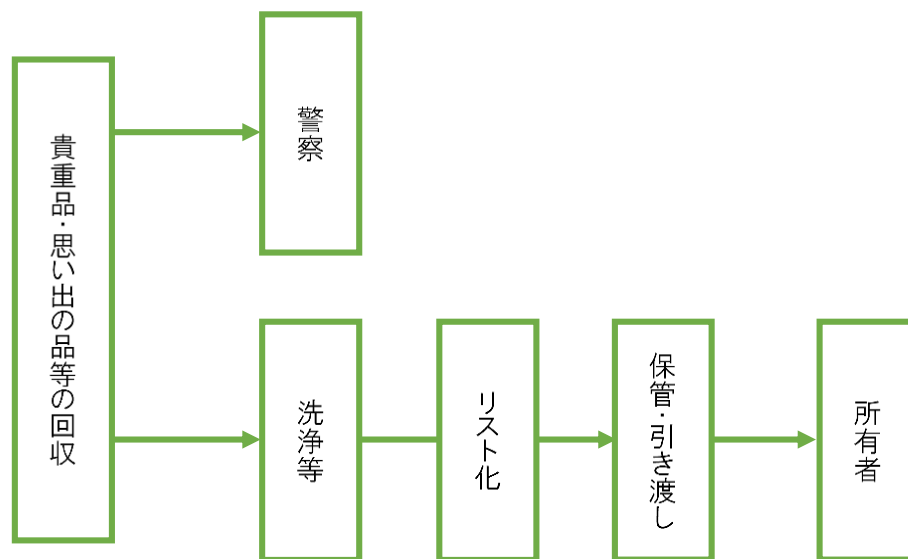 貴重品・思い出の品等の回収
警察
洗浄等
リスト化
保管・引き渡し
所有者